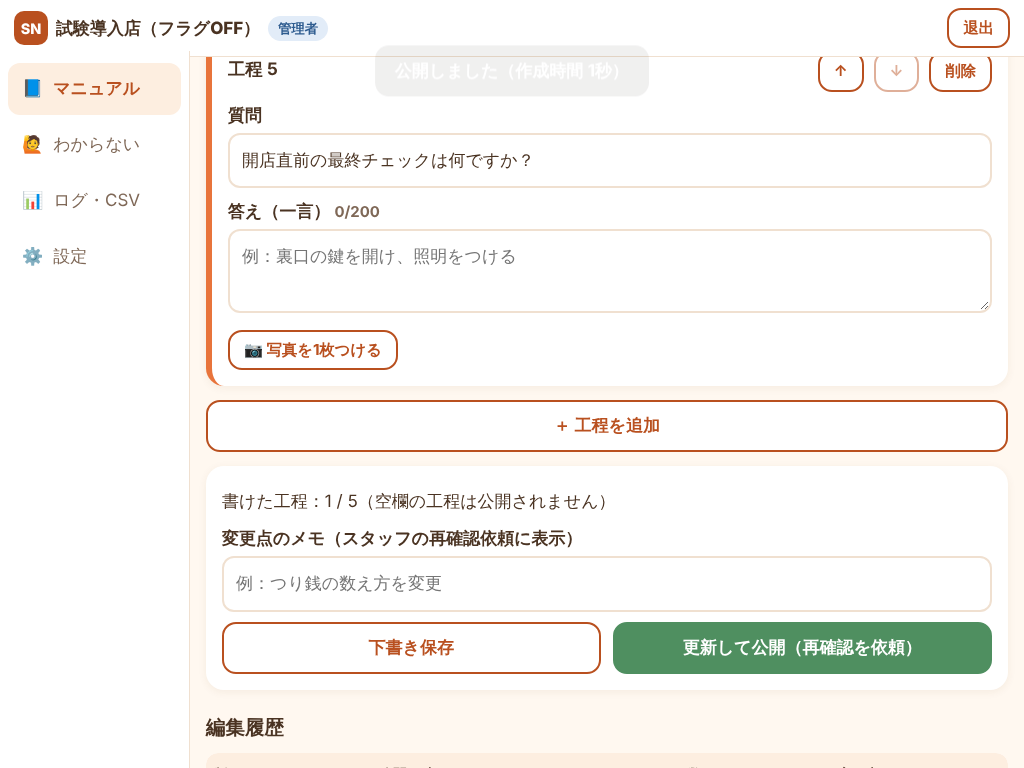 SN 試験導入店（フラグOFF） 管理者 退出
マニュアル
わからない
ログ・CSV
設定
工程 5 ↑ ↓ 削除
公開しました（作成時間 1秒）
質問
開店直前の最終チェックは何ですか？
答え（一言） 0/200
例：裏口の鍵を開け、照明をつける
写真を1枚つける
＋ 工程を追加
書けた工程：1 / 5（空欄の工程は公開されません）
変更点のメモ（スタッフの再確認依頼に表示）
例：つり銭の数え方を変更
下書き保存 更新して公開（再確認を依頼）
編集履歴